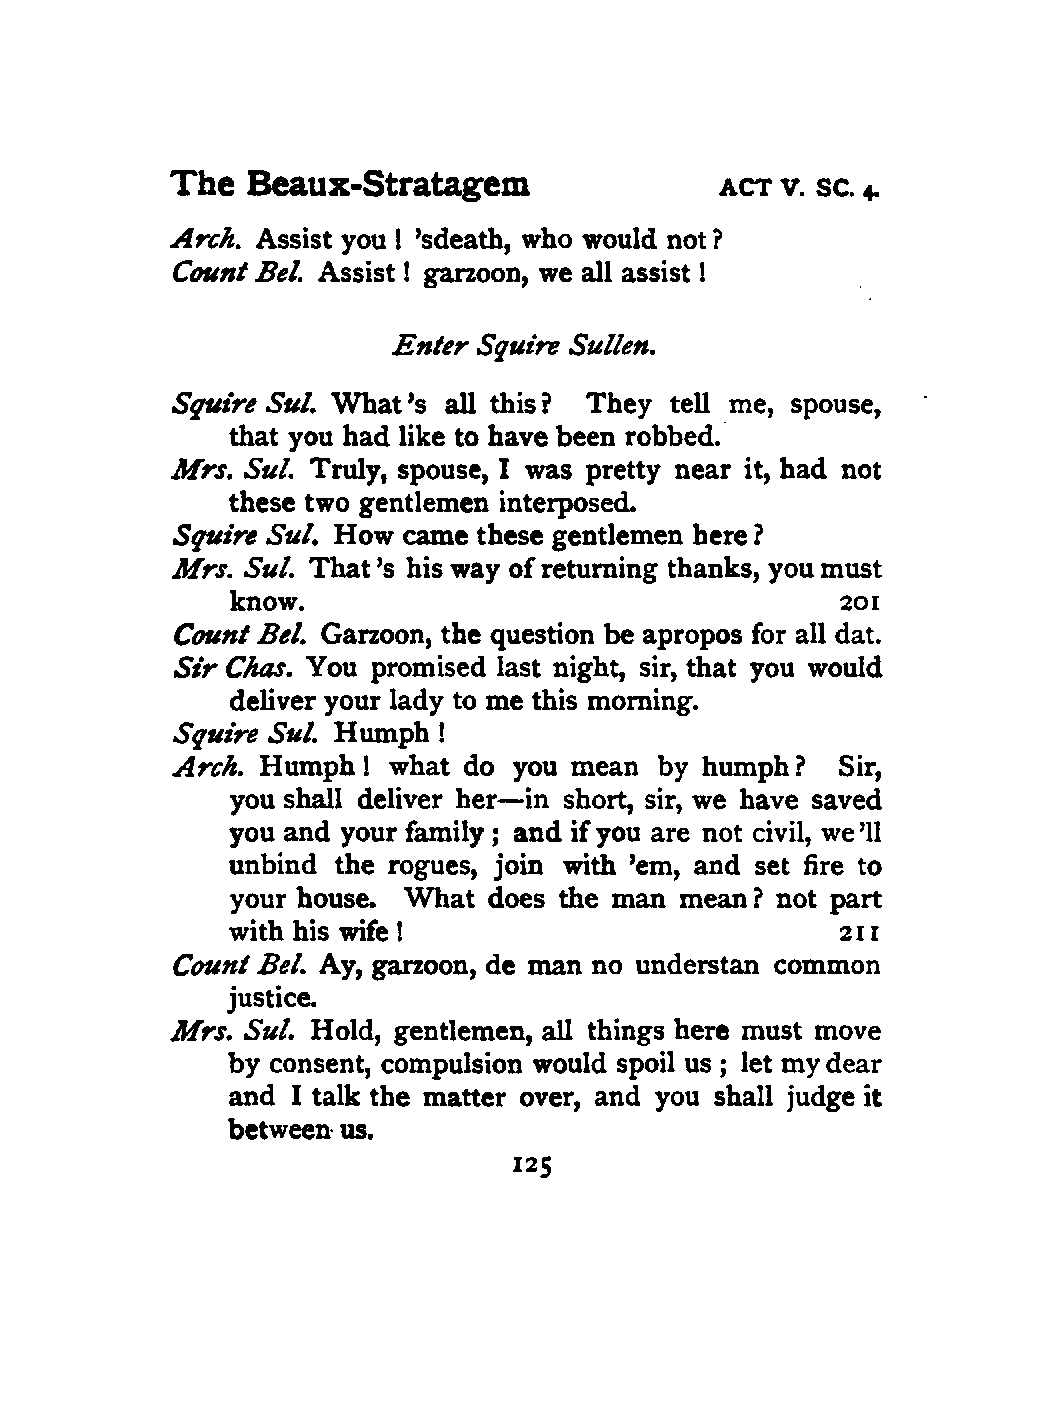 The Beaux-Stratagem ACT V. SC. 4.
Arch. Assist you! 'sdeath, who would not?
Count Bel. Assist! garzoon, we all assist!
Enter Squire Sullen.
Squire Sul. What's all this? They tell me, spouse,
that you had like to have been robbed.
Mrs. Sul. Truly, spouse, I was pretty near it, had not
these two gentlemen interposed.
Squire Sul. How came these gentlemen here?
Mrs. Sul. That's his way of returning thanks, you must
know. 201
Count Bel. Garzoon, the question be apropos for all dat.
Sir Chas. You promised last night, sir, that you would
deliver your lady to me this morning.
Squire Sul. Humph!
Arch. Humph! what do you mean by humph? Sir,
you shall deliver her—in short, sir, we have saved
you and your family; and if you are not civil, we'll
unbind the rogues, join with 'em, and set fire to
your house. What does the man mean? not part
with his wife! 211
Count Bel. Ay, garzoon, de man no understan common
justice.
Mrs. Sul. Hold, gentlemen, all things here must move
by consent, compulsion would spoil us; let my dear
and I talk the matter over, and you shall judge it
between us.
125